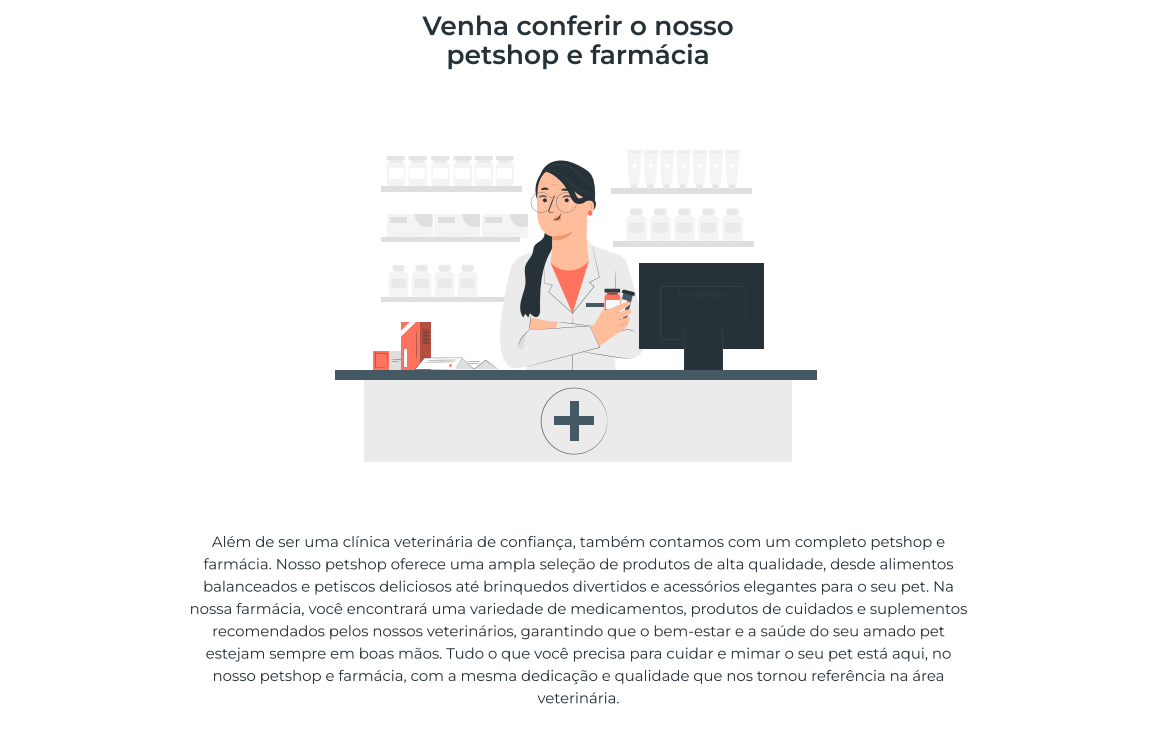 Venha conferir o nosso
petshop e farmácia
Além de ser uma clínica veterinária de confiança, também contamos com um completo petshop e
farmácia. Nosso petshop oferece uma ampla seleção de produtos de alta qualidade, desde alimentos
balanceados e petiscos deliciosos até brinquedos divertidos e acessórios elegantes para o seu pet. Na
nossa farmácia, você encontrará uma variedade de medicamentos, produtos de cuidados e suplementos
recomendados pelos nossos veterinários, garantindo que o bem-estar e a saúde do seu amado pet
estejam sempre em boas mãos. Tudo o que você precisa para cuidar e mimar o seu pet está aqui, no
nosso petshop e farmácia, com a mesma dedicação e qualidade que nos tornou referência na área
veterinária.